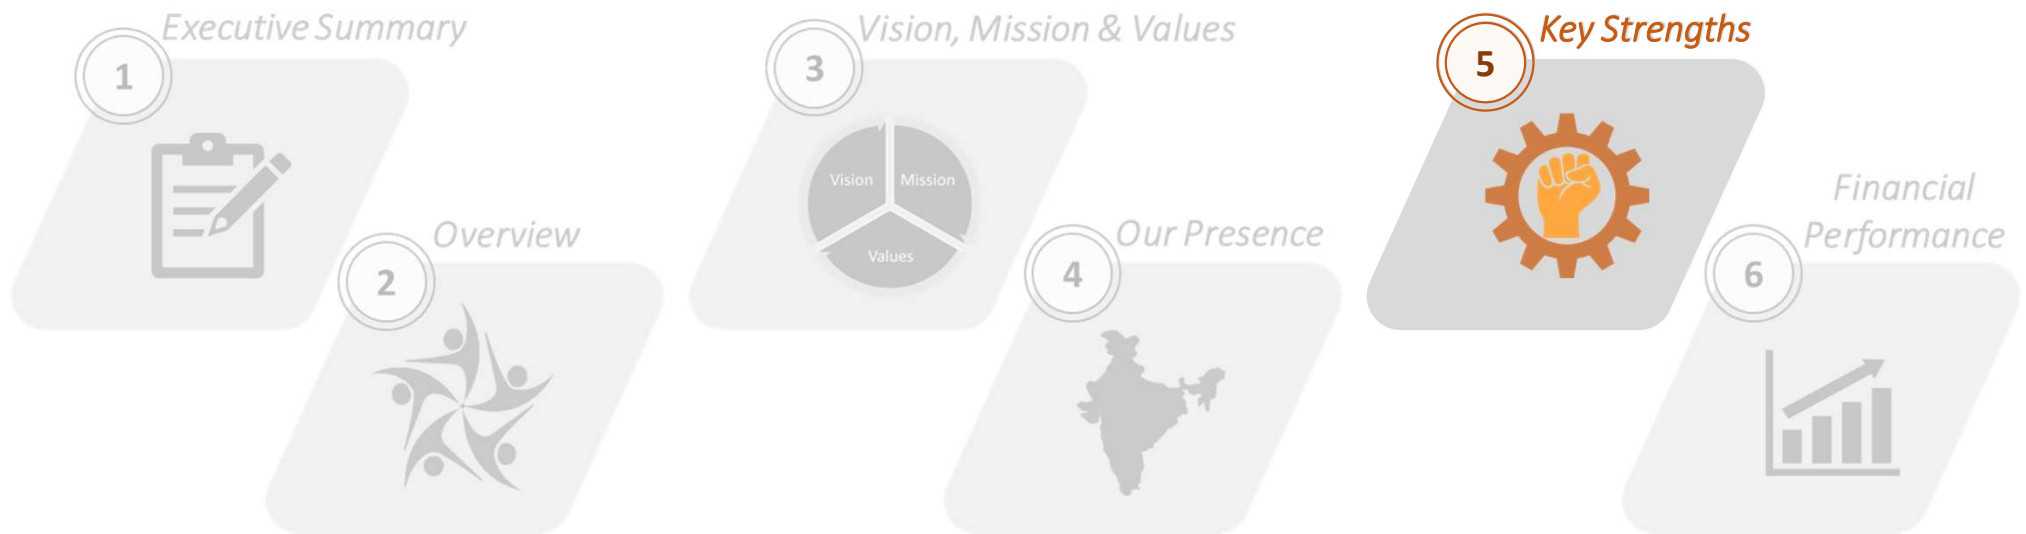 1
Executive Summary
2
Overview
3
Vision, Mission & Values
Vision
Mission
Values
4
Our Presence
5
Key Strengths
6
Financial
Performance